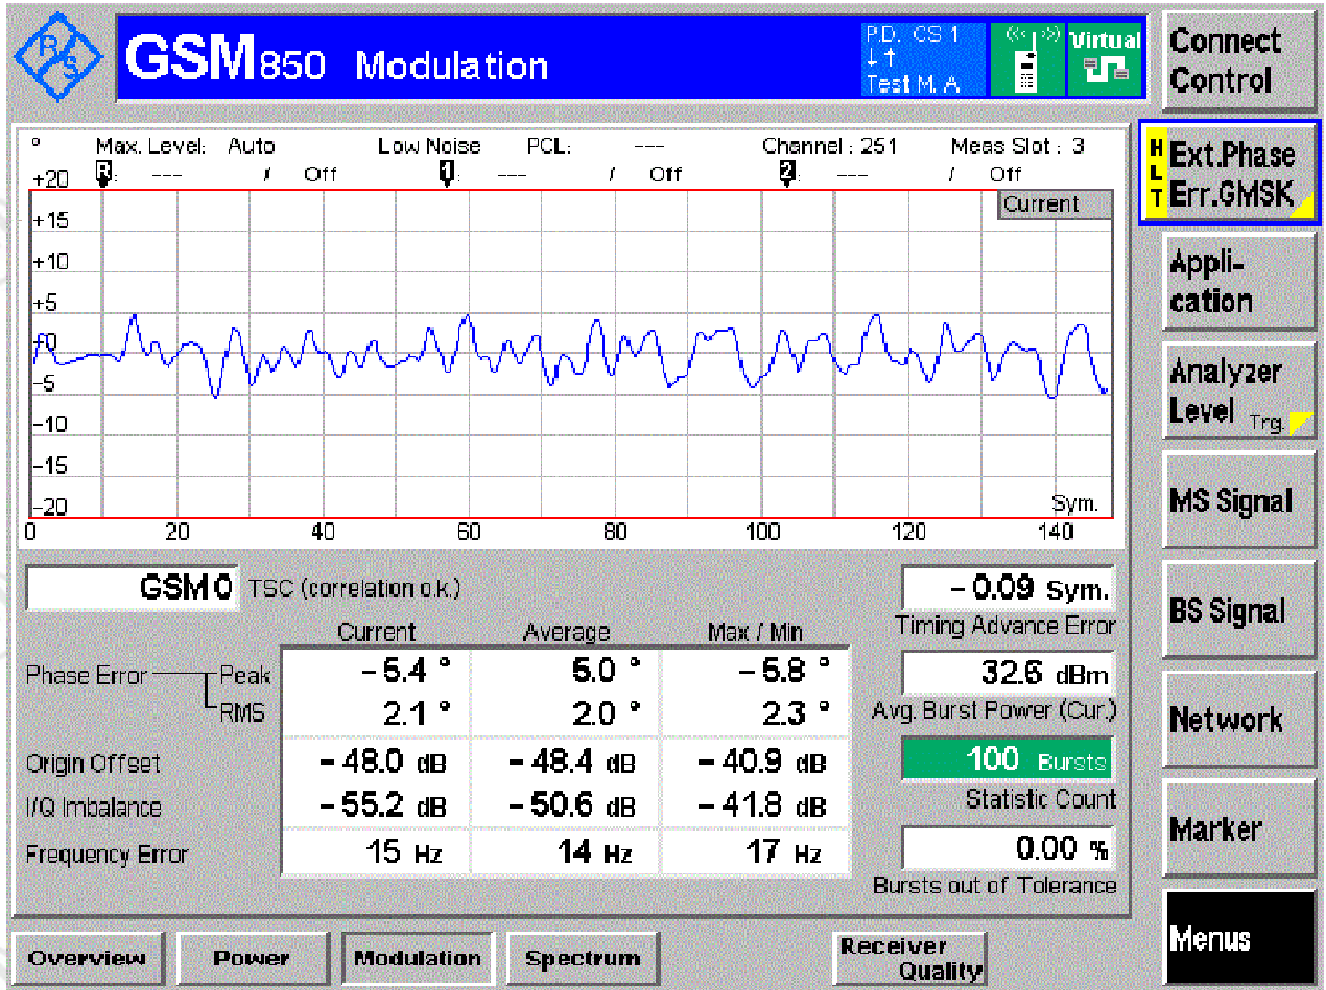 R S
GSM850 Modulation
P.D. CS 1
Test M. A.
Virtual
Connect
Control
° Max. Level: Auto Low Noise PCL: --- Channel : 251 Meas Slot : 3
R : --- / Off 1 : --- / Off 2 : --- / Off
HLT
Ext.Phase
Err.GMSK
Current
+20
+15
+10
+5
+0
-5
-10
-15
-20
Sym.
0 20 40 60 80 100 120 140
Appli-
cation
Analyzer
Level Trg.
MS Signal
BS Signal
Network
Marker
Menus
GSM 0 TSC (correlation o.k.)
- 0.09 Sym.
Timing Advance Error
Current Average Max / Min
Phase Error Peak - 5.4 ° 5.0 ° - 5.8 °
RMS 2.1 ° 2.0 ° 2.3 °
32.6 dBm
Avg. Burst Power (Cur.)
Origin Offset - 48.0 dB - 48.4 dB - 40.9 dB
100 Bursts
Statistic Count
I/Q Imbalance - 55.2 dB - 50.6 dB - 41.8 dB
Frequency Error 15 Hz 14 Hz 17 Hz
0.00 %
Bursts out of Tolerance
Overview Power Modulation Spectrum Receiver
Quality